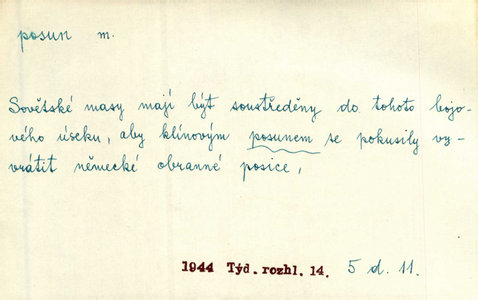 posun m.
Sovětské masy mají být soustředěny do tohoto bojo-
vého úseku, aby klínovým posunem se pokusily vz-
vrátit německé obranné posice,
1944 Týd. rozhl. 14. 5 d. 11.